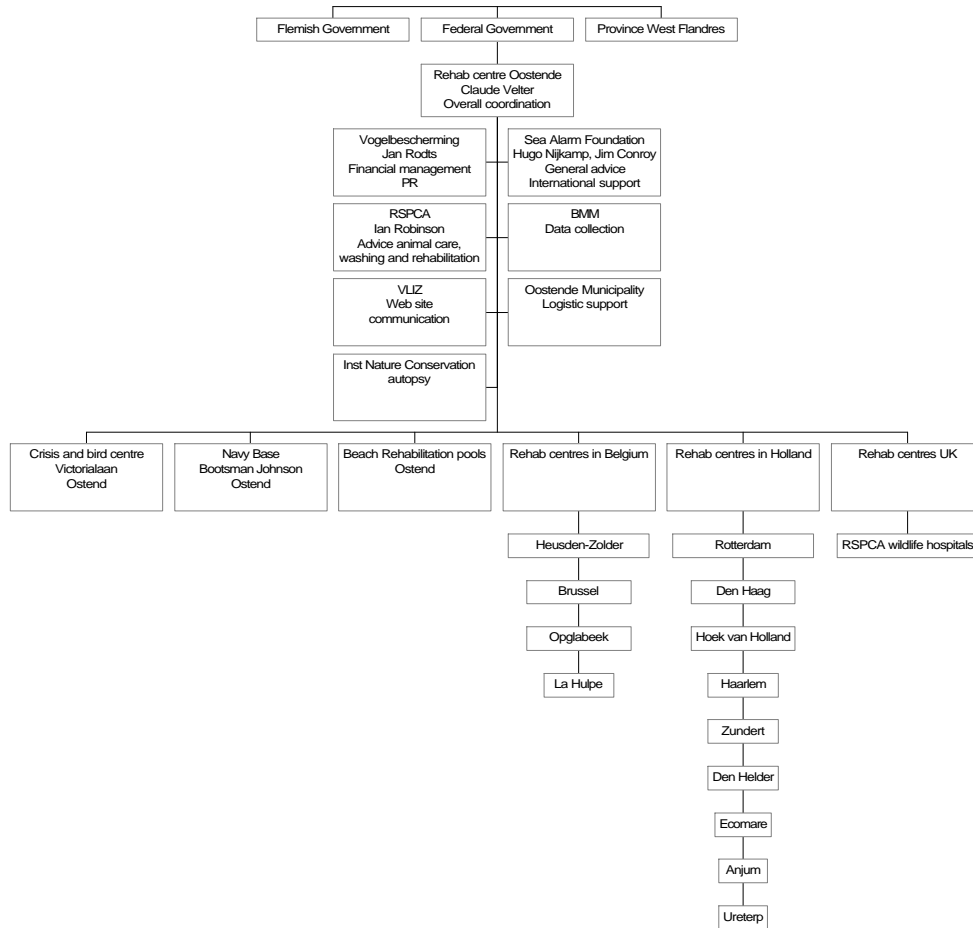 Flemish Government
Federal Government
Province West Flandres
Rehab centre Oostende
Claude Velter
Overall coordination
Vogelbescherming
Jan Rodts
Financial management
PR
Sea Alarm Foundation
Hugo Nijkamp, Jim Conroy
General advice
International support
RSPCA
Ian Robinson
Advice animal care,
washing and rehabilitation
BMM
Data collection
VLIZ
Web site
communication
Oostende Municipality
Logistic support
Inst Nature Conservation
autopsy
Crisis and bird centre
Victorialaan
Ostend
Navy Base
Bootsman Johnson
Ostend
Beach Rehabilitation pools
Ostend
Rehab centres in Belgium
Heusden-Zolder
Brussel
Opglabeek
La Hulpe
Rehab centres in Holland
Rotterdam
Den Haag
Hoek van Holland
Haarlem
Zundert
Den Helder
Ecomare
Anjum
Ureterp
Rehab centres UK
RSPCA wildlife hospitals